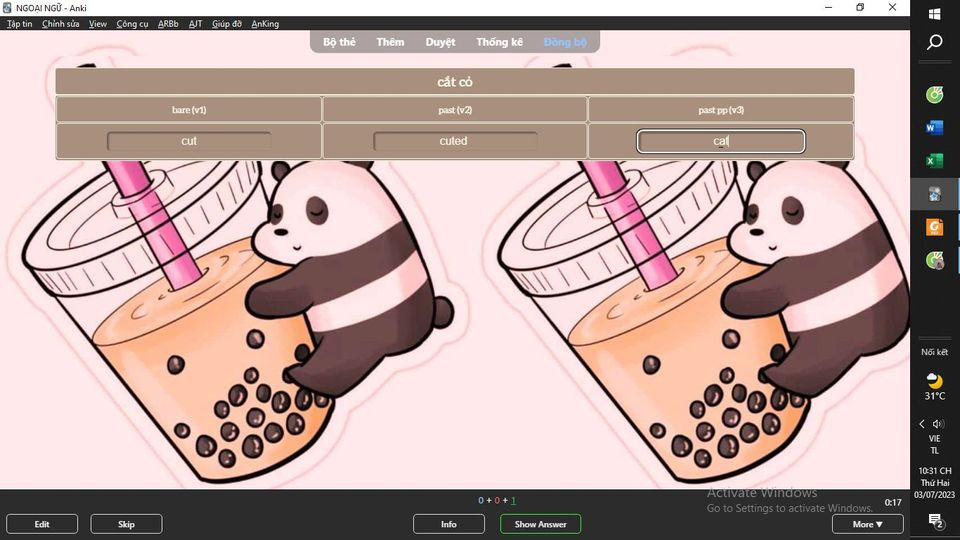 NGOẠI NGỮ - Anki
Tập tin Chỉnh sửa View Công cụ ARBb AJT Giúp đỡ AnKing
Bộ thẻ Thêm Duyệt Thống kê Đồng bộ
cắt cỏ
bare (v1) past (v2) past pp (v3)
cut cuted cat
Nối kết
31°C
VIE
TL
10:31 CH
Thứ Hai
03/07/2023
2
0 + 0 + 1
Activate Windows
Go to Settings to activate Windows.
0:17
Edit Skip Info Show Answer More ▼